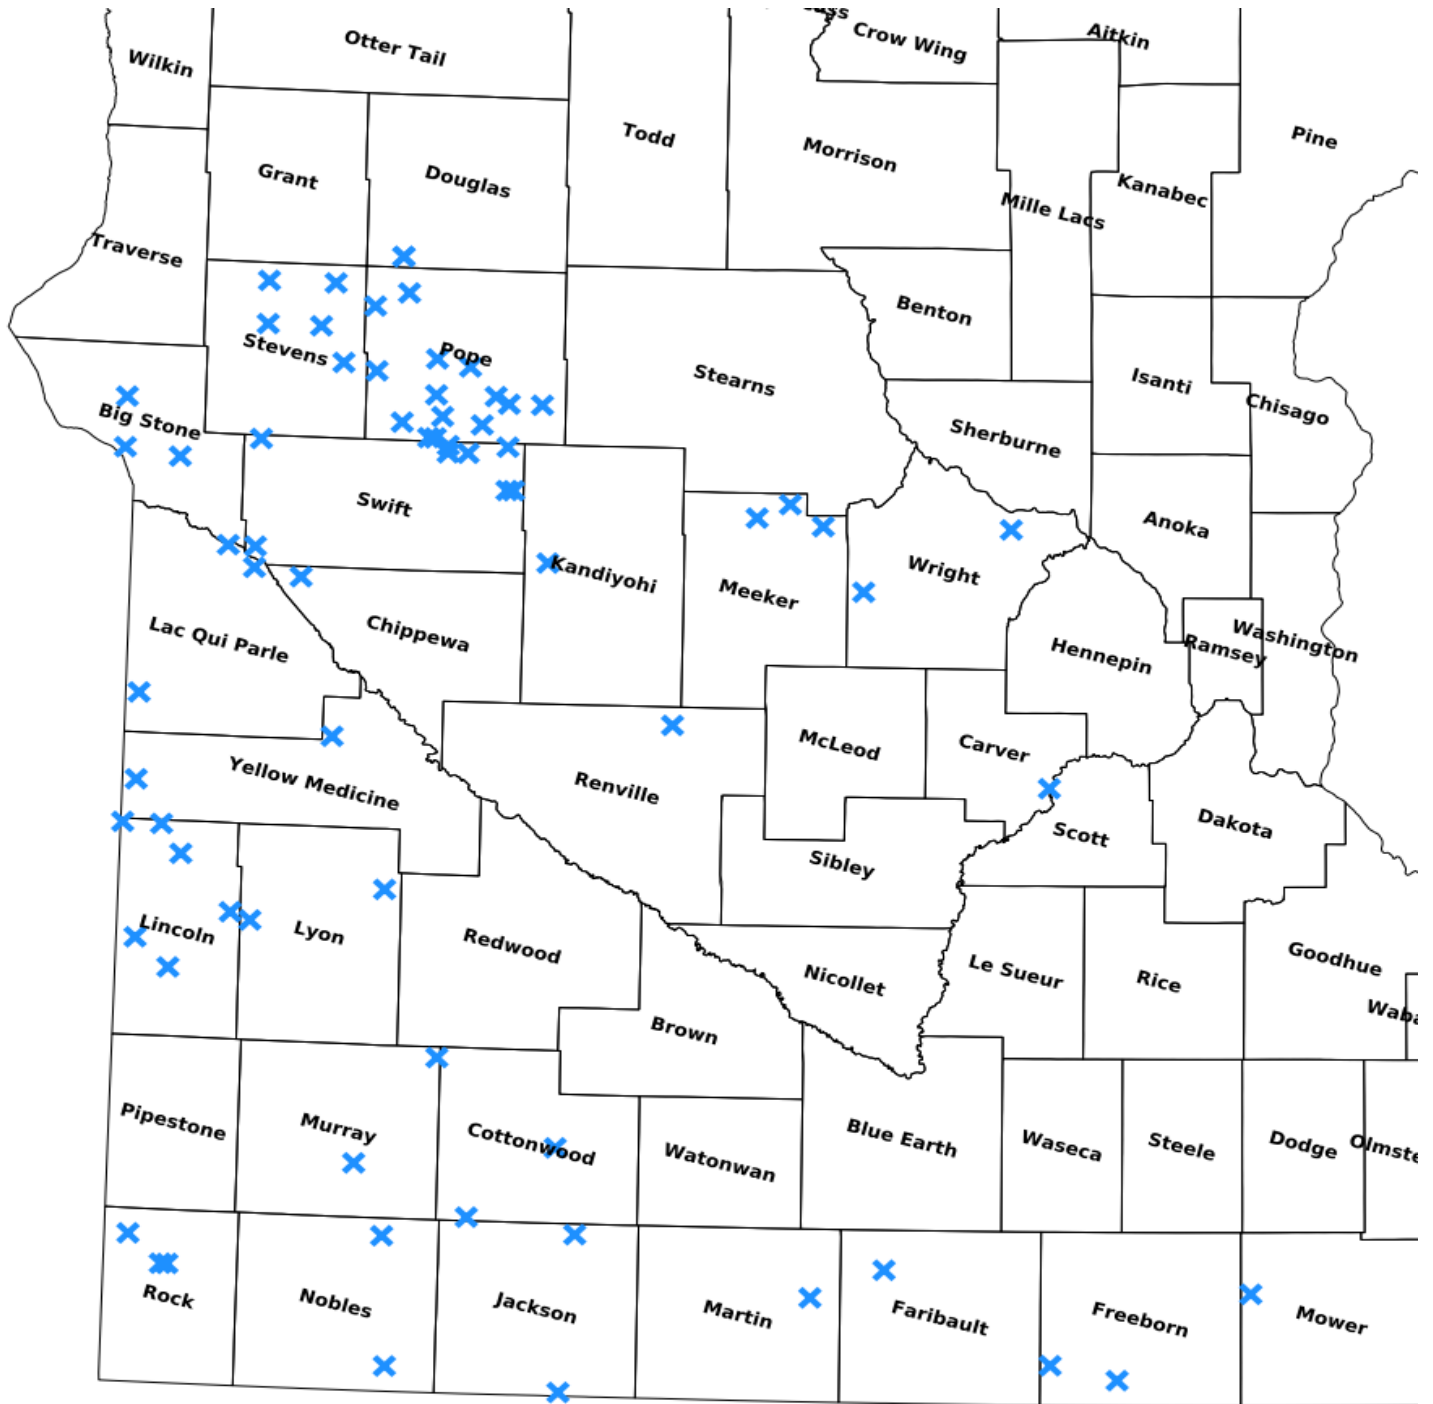 Crow Wing
Aitkin
Otter Tail
Wilkin
Todd
Morrison
Pine
Grant
Douglas
Kanabec
Mille Lacs
Traverse
Benton
Stevens
Pope
Stearns
Isanti
Chisago
Big Stone
Sherburne
Swift
Anoka
Kandiyohi
Wright
Meeker
Lac Qui Parle
Chippewa
Hennepin
Ramsey
Washington
McLeod
Carver
Yellow Medicine
Renville
Scott
Dakota
Sibley
Lincoln
Lyon
Redwood
Nicollet
Le Sueur
Rice
Goodhue
Waba
Brown
Pipestone
Murray
Cottonwood
Watonwan
Blue Earth
Waseca
Steele
Dodge
Olmste
Rock
Nobles
Jackson
Martin
Faribault
Freeborn
Mower